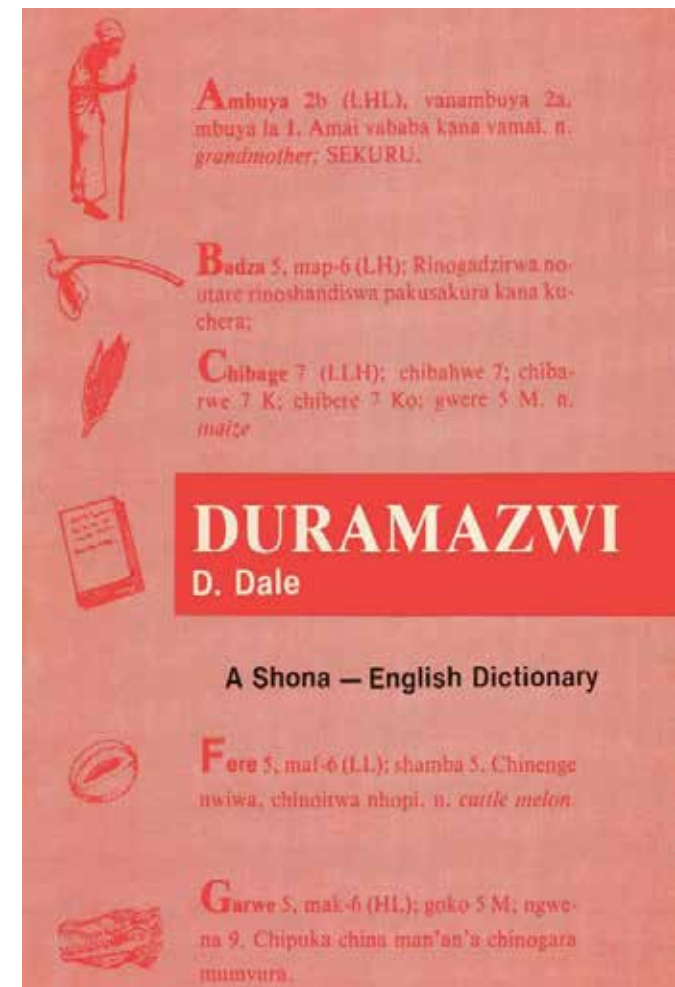 Ambuya 2b (LHL), vanambuya 2a,
mbuya 1a 1. Amai vababa kana vamai. n.
grandmother; SEKURU.
Badza 5, map-6 (LH); Rinogadzirwa no-
utare rinoshandiswa pakusakura kana ku-
chera;
Chibage 7 (LLH); chibahwe 7; chiba-
rwe 7 K; chibere 7 Ko; gwere 5 M. n.
maize
DURAMAZWI
D. Dale
A Shona — English Dictionary
Fere 5, maf-6 (LL); shamba 5. Chinenge
nwiwa, chinoitwa nhopi. n. cattle melon
Garwe 5, mak-6 (HL); goko 5 M; ngwe-
na 9. Chipuka china man'an'a chinogara
mumvura.